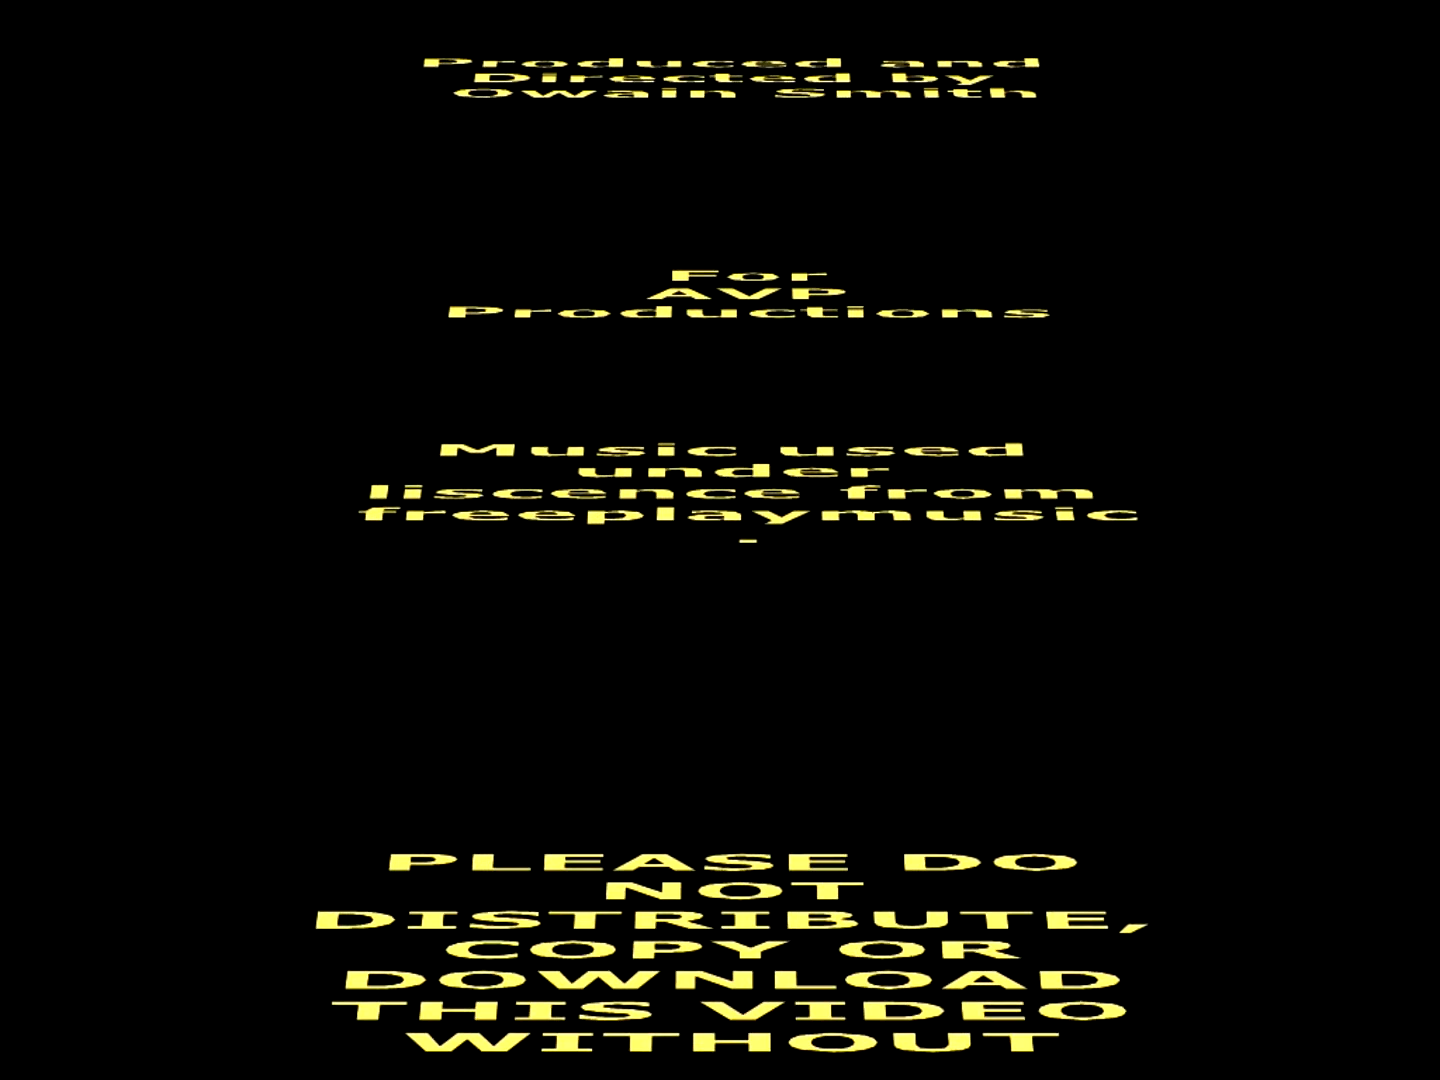 Produced and
Directed by
Owain Smith
For
AVP
Productions
Music used
under
liscence from
freeplaymusic
-
PLEASE DO
NOT
DISTRIBUTE,
COPY OR
DOWNLOAD
THIS VIDEO
WITHOUT